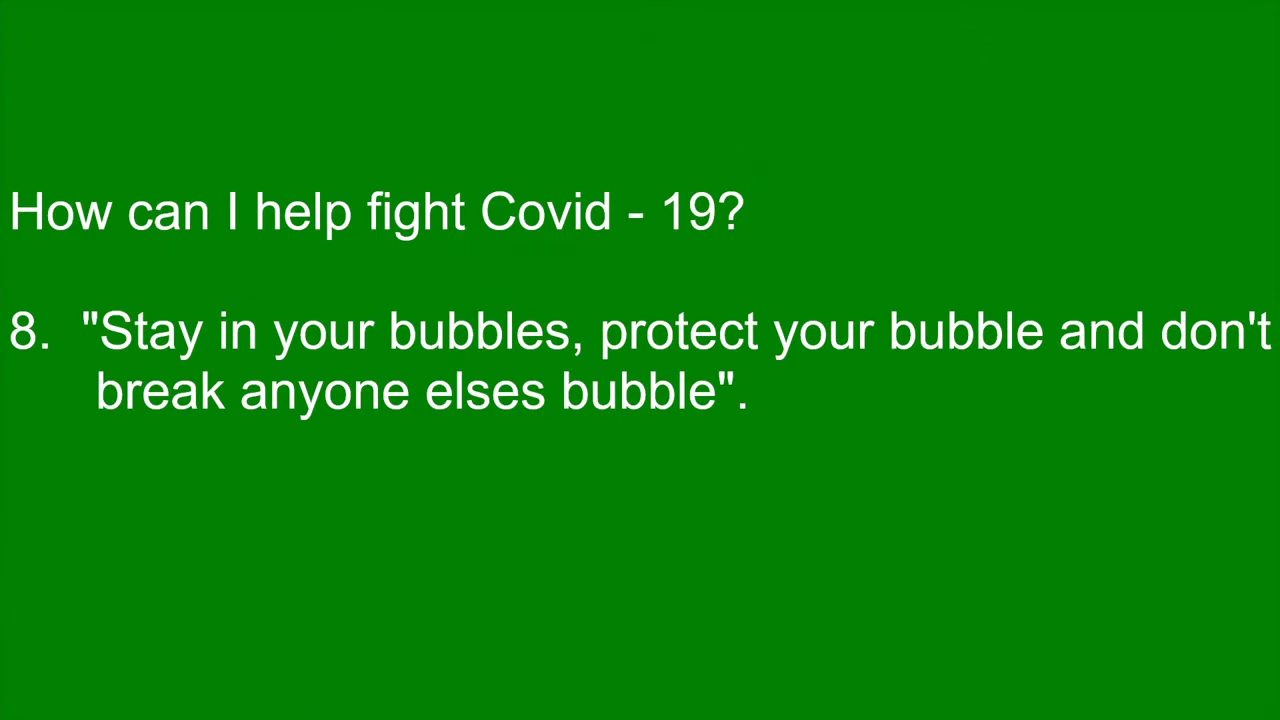 How can I help fight Covid - 19?
8. "Stay in your bubbles, protect your bubble and don't
break anyone elses bubble".